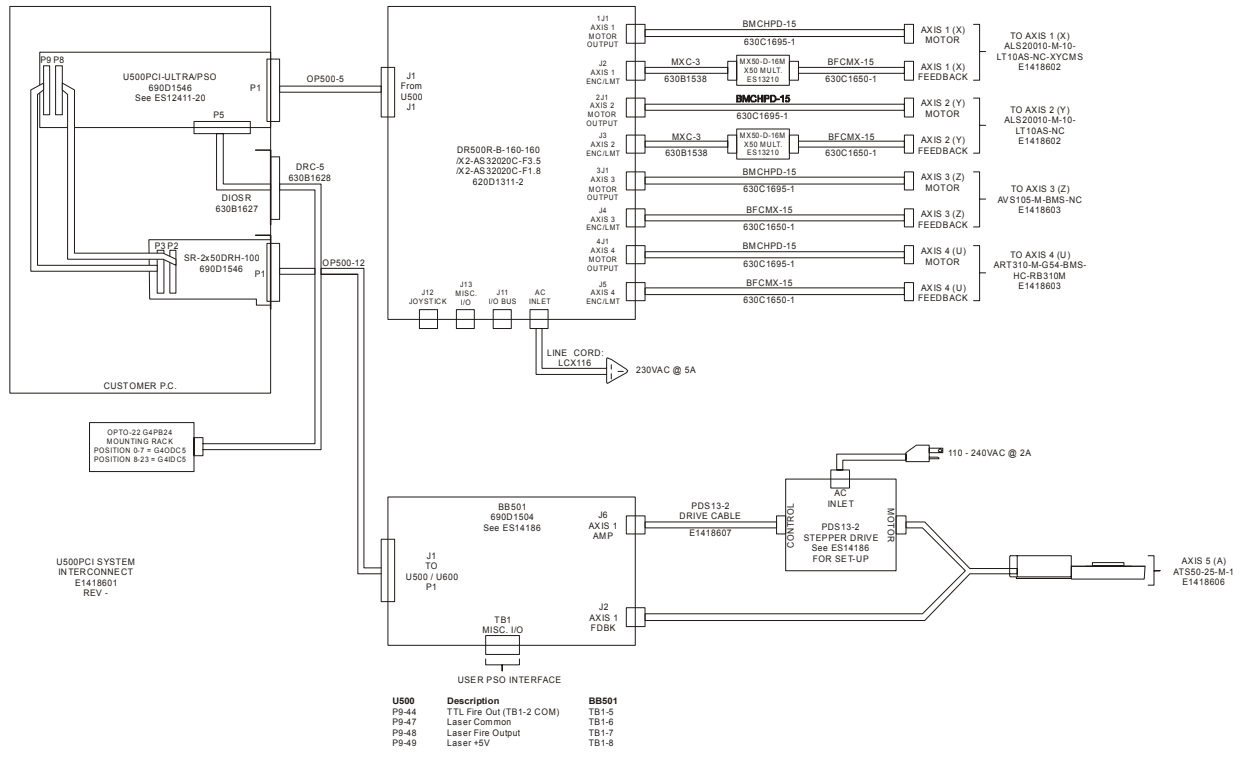 P9 P8
U500PCI-ULTRA/PSO
690D1546
See ES12411-20
P1
P5
OP500-5
DRC-5
630B1628
DIOSR
630B1627
P3 P2
SR-2x50DRH-100
690D1546
P1
OP500-12
CUSTOMER P.C.
OPTO-22 G4PB24
MOUNTING RACK
POSITION 0-7 = G4ODC5
POSITION 8-23 = G4IDC5
U500PCI SYSTEM
INTERCONNECT
E1418601
REV -
J1
From
U500
J1
DR500R-B-160-160
/X2-AS32020C-F3.5
/X2-AS32020C-F1.8
620D1311-2
1J1
AXIS 1
MOTOR
OUTPUT
J2
AXIS 1
ENC/LMT
2J1
AXIS 2
MOTOR
OUTPUT
J3
AXIS 2
ENC/LMT
3J1
AXIS 3
MOTOR
OUTPUT
J4
AXIS 3
ENC/LMT
4J1
AXIS 4
MOTOR
OUTPUT
J5
AXIS 4
ENC/LMT
J12
JOYSTICK
J13
MISC.
I/O
J11
I/O BUS
AC
INLET
LINE CORD:
LCX116
230VAC @ 5A
BMCHPD-15
630C1695-1
AXIS 1 (X)
MOTOR
MXC-3
630B1538
MX50-D-16M
X50 MULT.
ES13210
BFCMX-15
630C1650-1
AXIS 1 (X)
FEEDBACK
TO AXIS 1 (X)
ALS20010-M-10-
LT10AS-NC-XYCMS
E1418602
BMCHPD-15
630C1695-1
AXIS 2 (Y)
MOTOR
MXC-3
630B1538
MX50-D-16M
X50 MULT.
ES13210
BFCMX-15
630C1650-1
AXIS 2 (Y)
FEEDBACK
TO AXIS 2 (Y)
ALS20010-M-10-
LT10AS-NC
E1418602
BMCHPD-15
630C1695-1
AXIS 3 (Z)
MOTOR
BFCMX-15
630C1650-1
AXIS 3 (Z)
FEEDBACK
TO AXIS 3 (Z)
AVS105-M-BMS-NC
E1418603
BMCHPD-15
630C1695-1
AXIS 4 (U)
MOTOR
BFCMX-15
630C1650-1
AXIS 4 (U)
FEEDBACK
TO AXIS 4 (U)
ART310-M-G54-BMS-
HC-RB310M
E1418603
BB501
690D1504
See ES14186
J1
TO
U500 / U600
P1
J6
AXIS 1
AMP
J2
AXIS 1
FDBK
TB1
MISC. I/O
USER PSO INTERFACE
PDS13-2
DRIVE CABLE
E1418607
110 - 240VAC @ 2A
AC
INLET
CONTROL
MOTOR
PDS13-2
STEPPER DRIVE
See ES14186
FOR SET-UP
AXIS 5 (A)
ATS50-25-M-1
E1418606
U500 Description BB501
P9-44 TTL Fire Out (TB1-2 COM) TB1-5
P9-47 Laser Common TB1-6
P9-48 Laser Fire Output TB1-7
P9-49 Laser +5V TB1-8